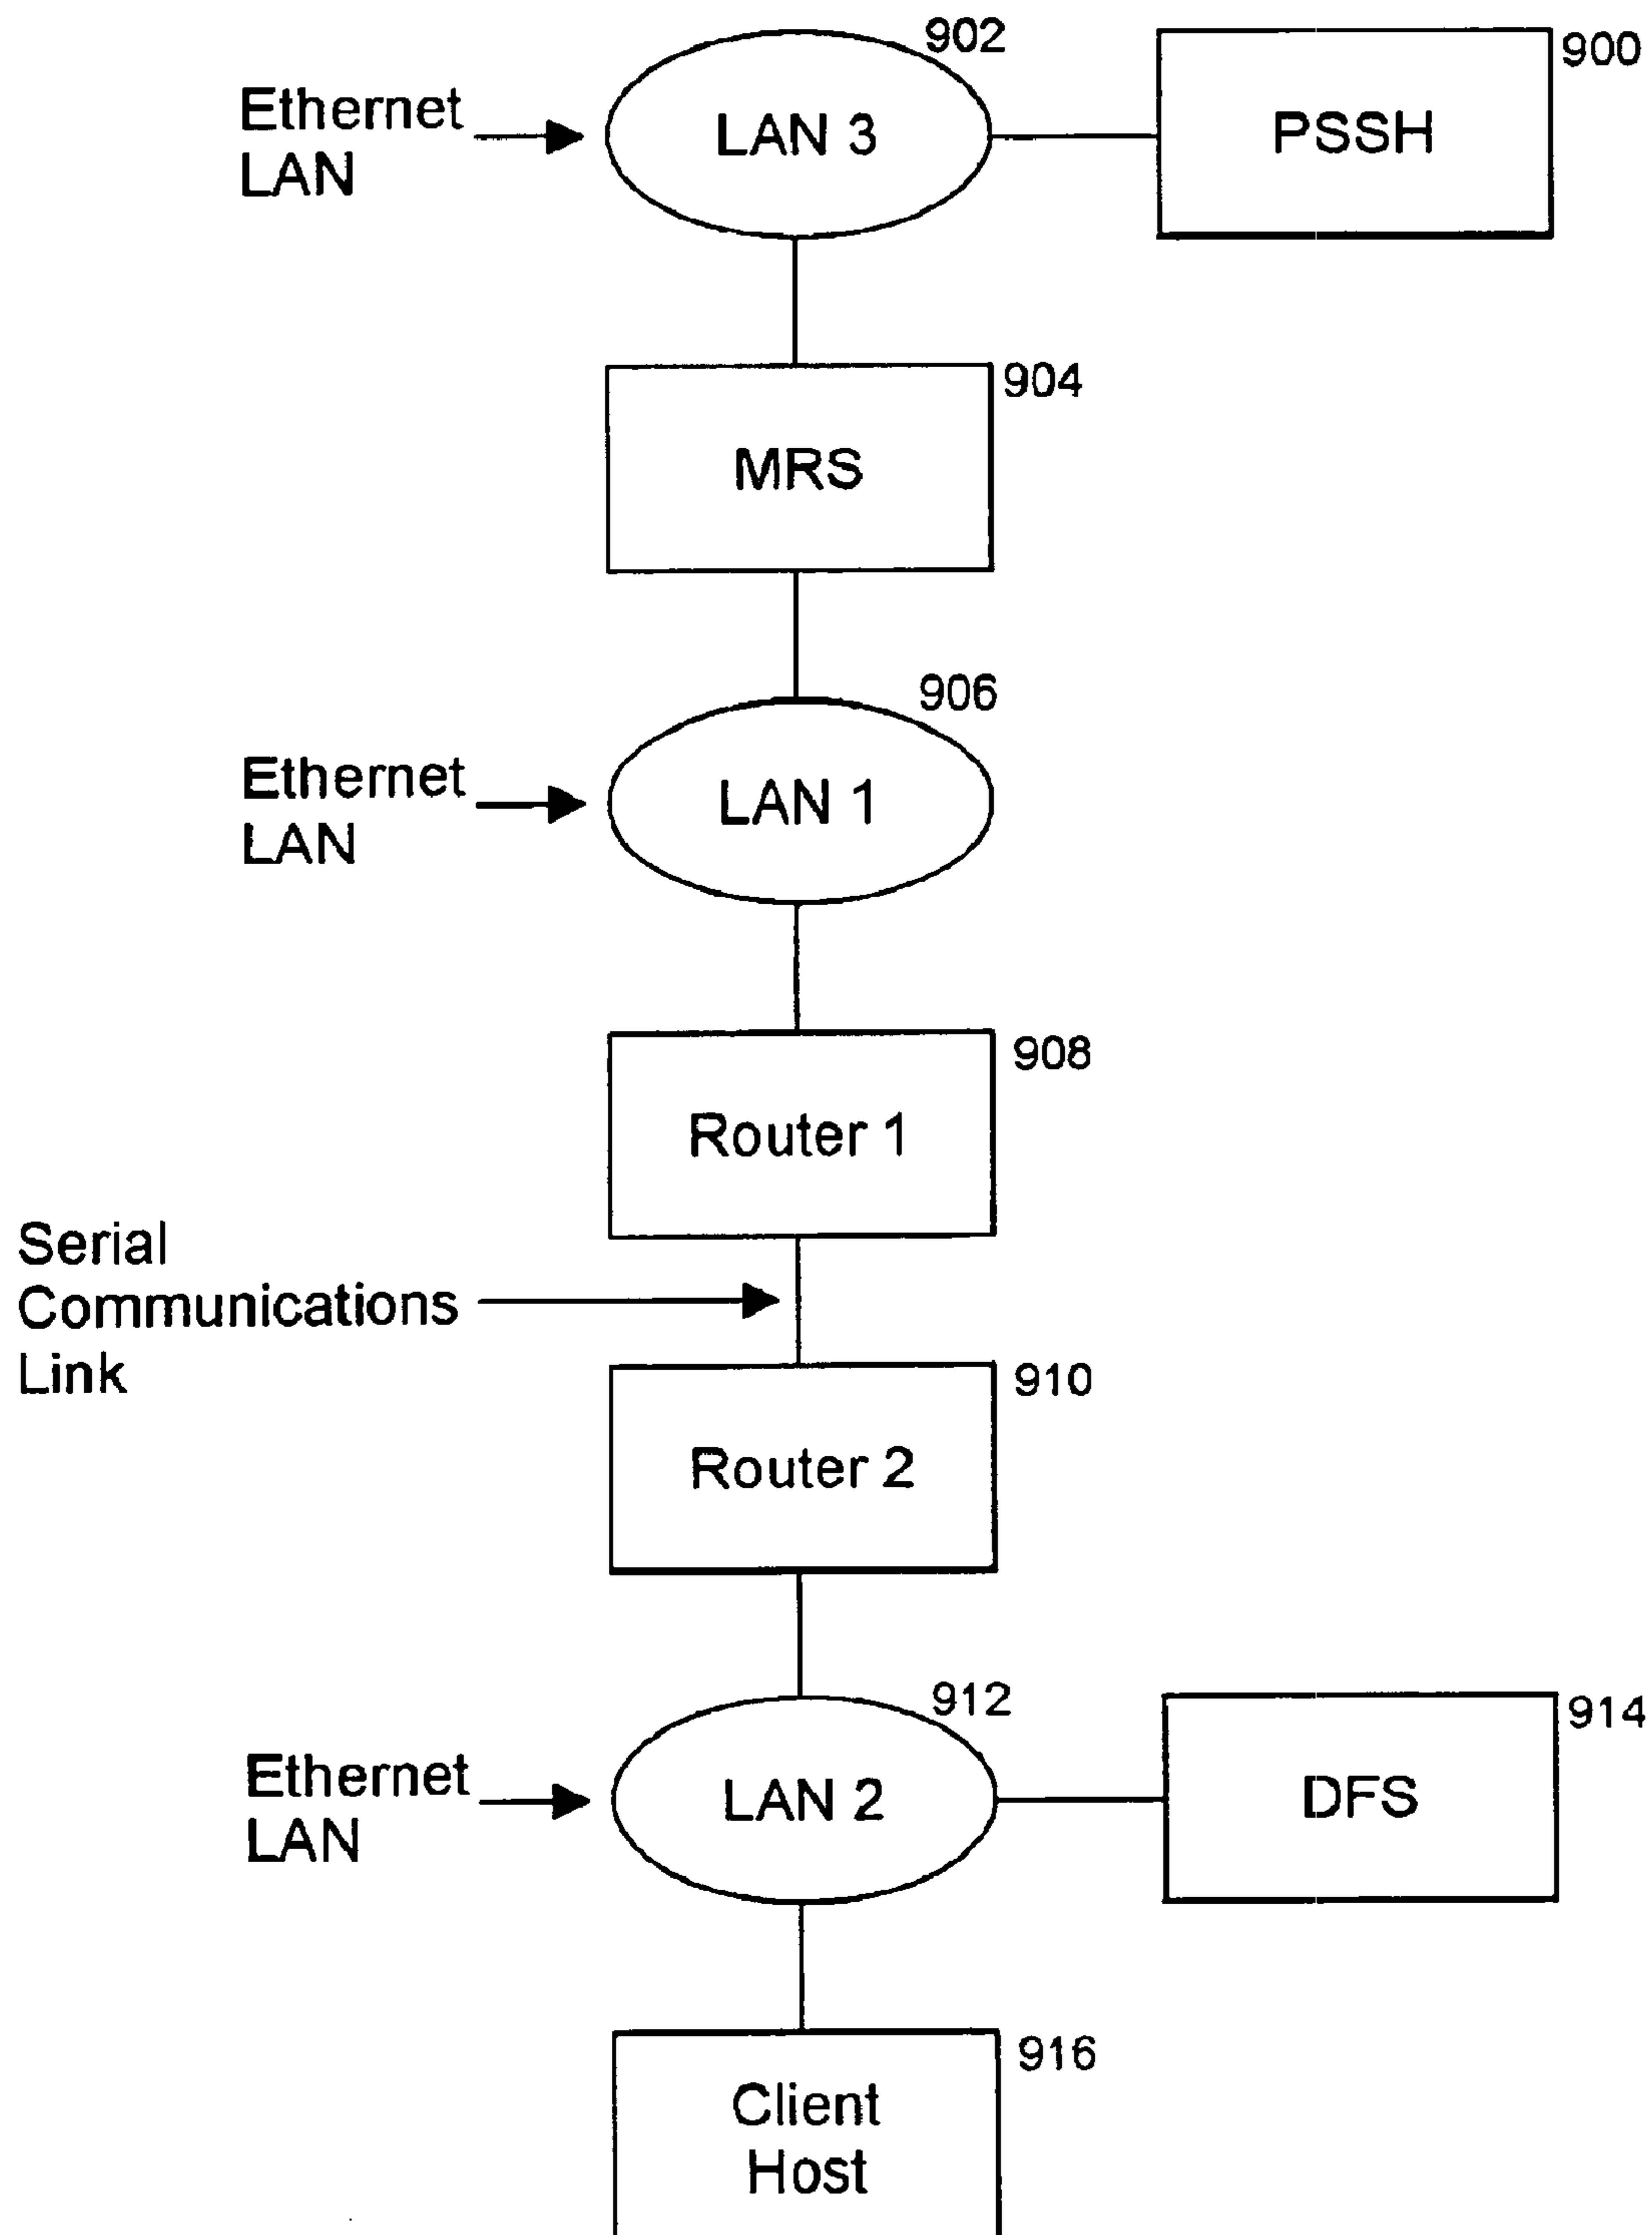 902
900
Ethernet
LAN
LAN 3
PSSH
904
MRS
906
Ethernet
LAN
LAN 1
908
Router 1
Serial
Communications
Link
910
Router 2
912
914
Ethernet
LAN
LAN 2
DFS
916
Client
Host